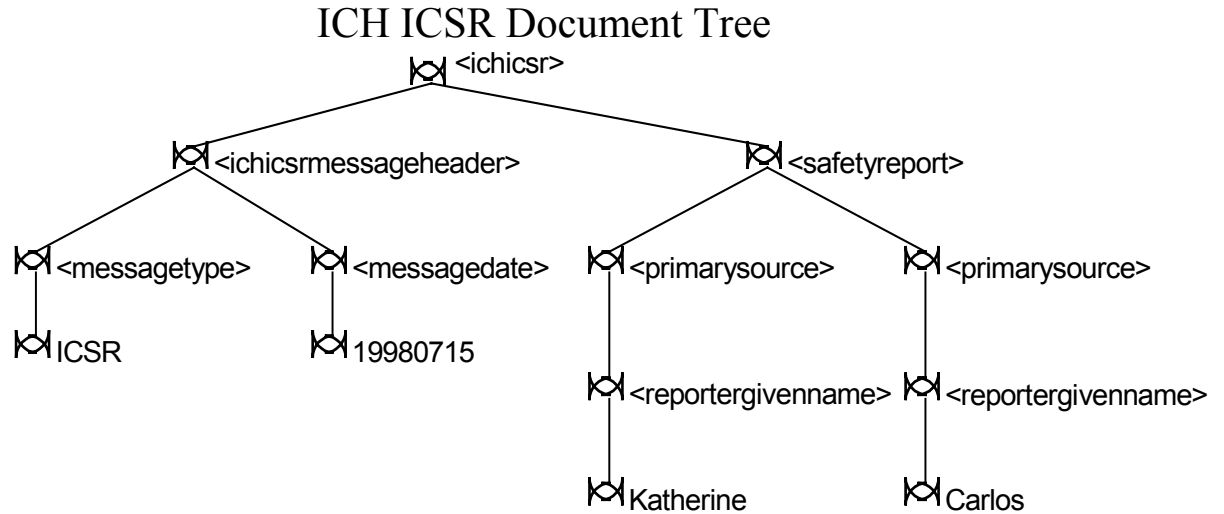 ICH ICSR Document Tree
<ichicsr>
<ichicsrmessageheader>
<safetyreport>
<messagetype>
<messagedate>
<primarysource>
<primarysource>
ICSR
19980715
<reportergivenname>
<reportergivenname>
Katherine
Carlos